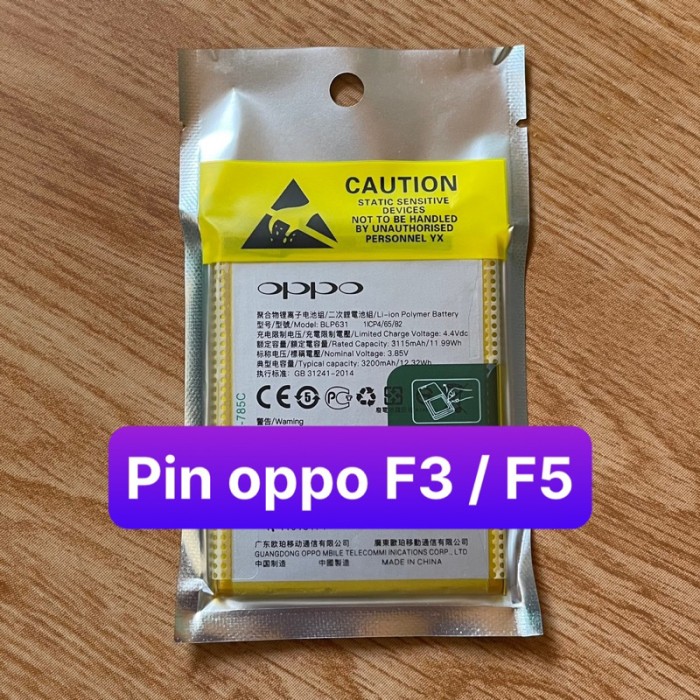 CAUTION
STATIC SENSITIVE
DEVICES
NOT TO BE HANDLED
BY UNAUTHORISED
PERSONNEL YX
oppo
聚合物锂离子电池组/二次鋰電池組/Li-ion Polymer Battery
型号/型號/Model: BLP631 1ICP4/65/82
充电限制电压/充電限制電壓/Limited Charge Voltage: 4.4Vdc
额定容量/額定電容量/Rated Capacity: 3115mAh/11.99Wh
标称电压/標稱電壓/Nominal Voltage: 3.85V
典型电容量/Typical capacity: 3200mAh/12.32Wh
执行标准: GB 31241-2014
CE
-785C
警告/Warning
Pin oppo F3 / F5
广东欧珀移动通信有限公司 廣東歐珀移動通信有限公司
GUANGDONG OPPO MBILE TELECOMMI INICATIONS CORP., LTD
中国制造 中國製造 MADE IN CHINA